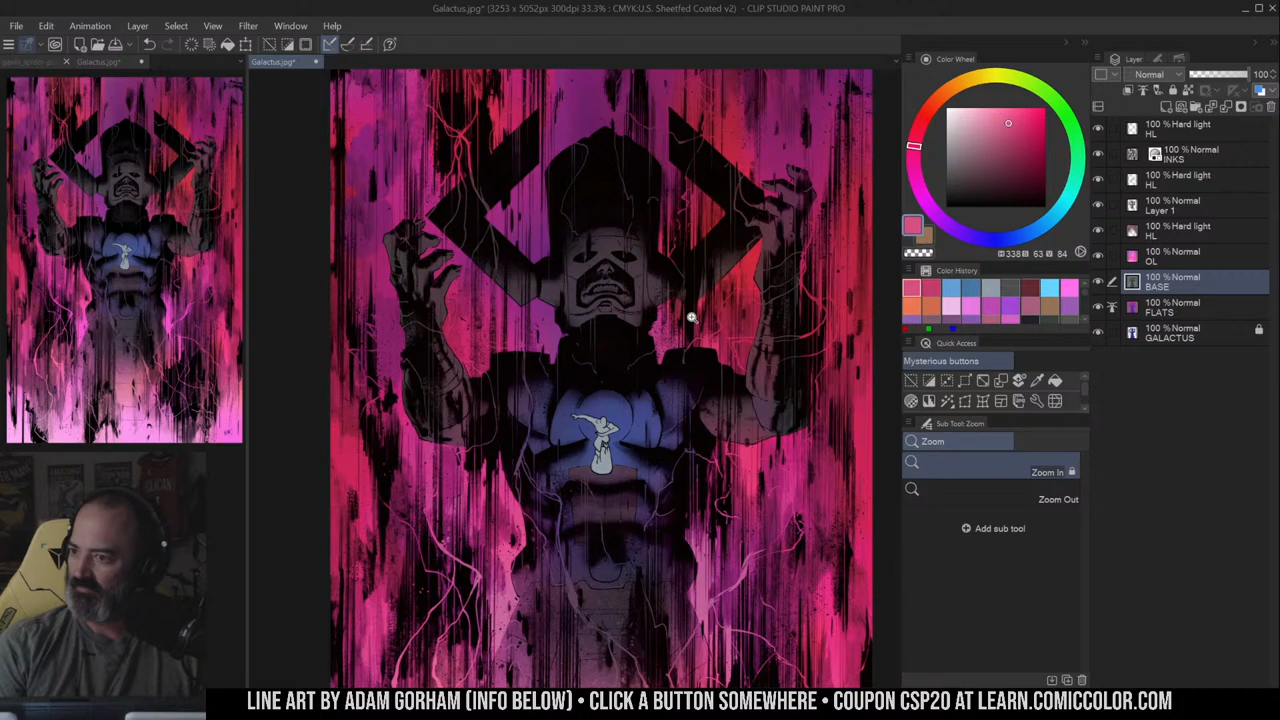 Galactus.jpg* (3253 x 5052px 300dpi 33.3% : CMYK:U.S. Sheetfed Coated v2) - CLIP STUDIO PAINT PRO
File Edit Animation Layer Select View Filter Window Help
Galactus.jpg*
Galactus.jpg*
Color Wheel
H 338 S 63 V 84
Color History
Quick Access
Mysterious buttons
Sub Tool: Zoom
Zoom
Zoom In
Zoom Out
Add sub tool
Layer
Normal 100
100 % Hard light
HL
100 % Normal
INKS
100 % Hard light
HL
100 % Normal
Layer 1
100 % Hard light
HL
100 % Normal
OL
100 % Normal
BASE
100 % Normal
FLATS
100 % Normal
GALACTUS
LINE ART BY ADAM GORHAM (INFO BELOW) • CLICK A BUTTON SOMEWHERE • COUPON CSP20 AT LEARN.COMICCOLOR.COM